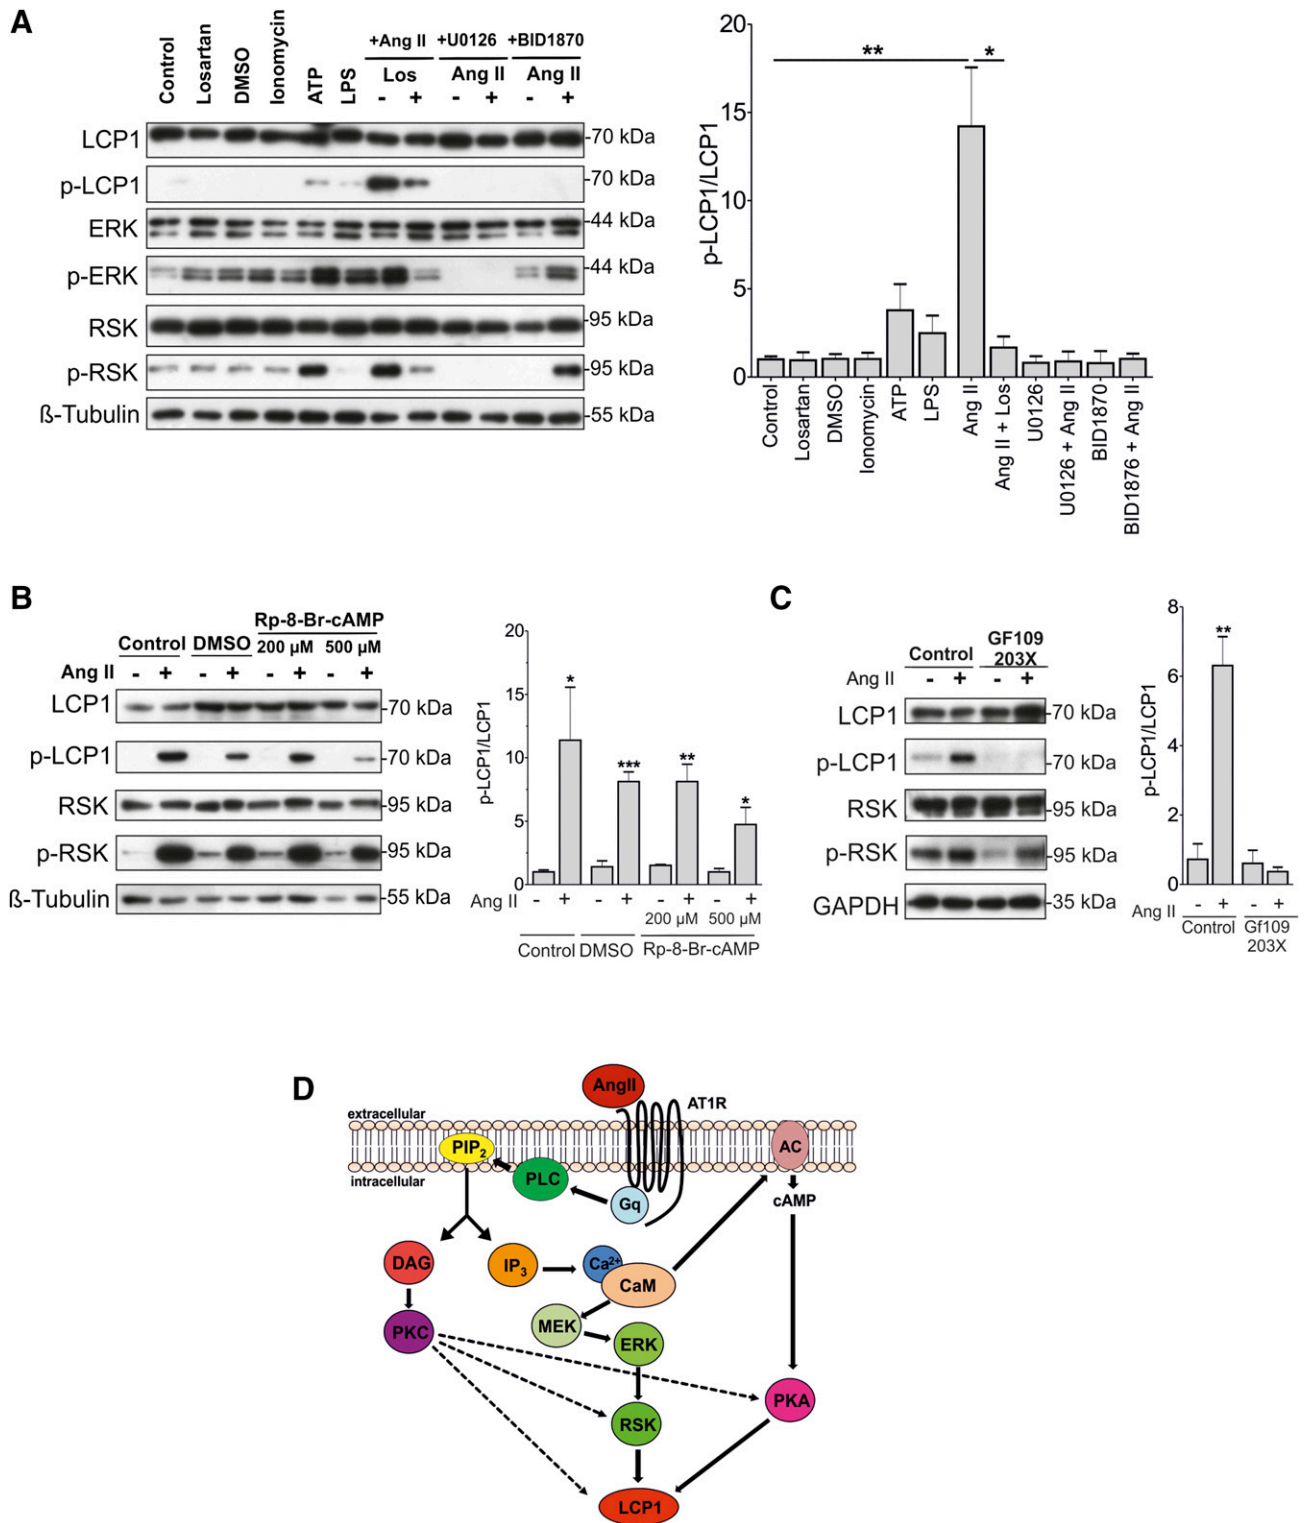 A
Control
Losartan
DMSO
Ionomycin
ATP
LPS
+Ang II +U0126 +BID1870
Los Ang II Ang II
- + - + - +
LCP1 -70 kDa
p-LCP1 -70 kDa
ERK -44 kDa
p-ERK -44 kDa
RSK -95 kDa
p-RSK -95 kDa
ß-Tubulin -55 kDa
p-LCP1/LCP1
20
15
10
5
0
** *
Control
Losartan
DMSO
Ionomycin
ATP
LPS
Ang II
Ang II + Los
U0126
U0126 + Ang II
BID1870
BID1876 + Ang II
B
Rp-8-Br-cAMP
Control DMSO 200 µM 500 µM
Ang II - + - + - + - +
LCP1 -70 kDa
p-LCP1 -70 kDa
RSK -95 kDa
p-RSK -95 kDa
ß-Tubulin -55 kDa
p-LCP1/LCP1
20
15
10
5
0
* *** ** *
Ang II - + - + - + - +
200 µM 500 µM
Control DMSO Rp-8-Br-cAMP
C
GF109
Control 203X
Ang II - + - +
LCP1 -70 kDa
p-LCP1 -70 kDa
RSK -95 kDa
p-RSK -95 kDa
GAPDH -35 kDa
p-LCP1/LCP1
8
6
4
2
0
**
Ang II - + - +
Control Gf109
203X
D
AngII
AT1R
extracellular
PIP2
AC
intracellular
PLC
Gq
cAMP
DAG
IP3
Ca2+
CaM
MEK
PKC
ERK
PKA
RSK
LCP1